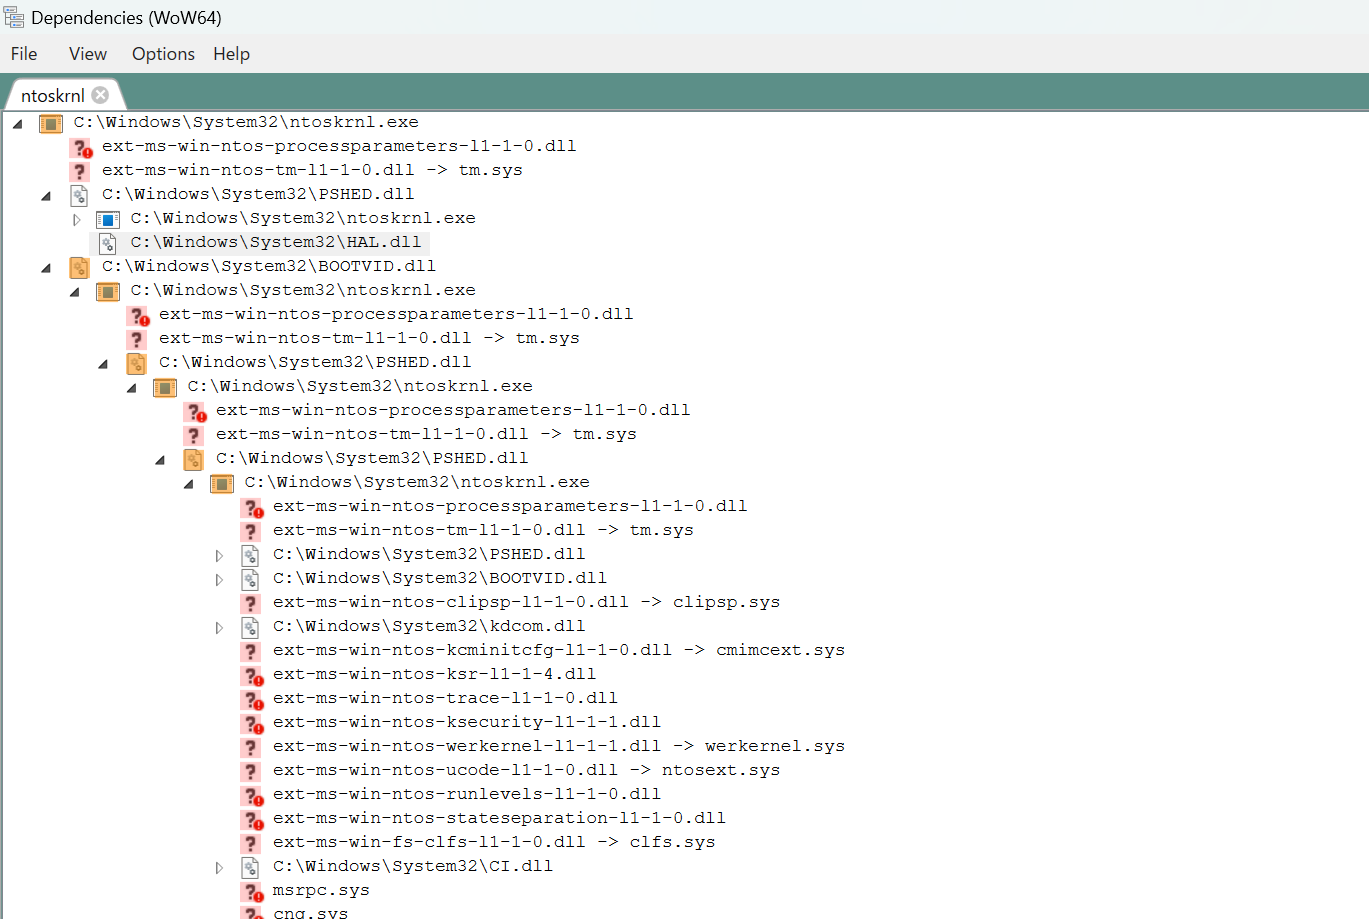 Dependencies (WoW64)
File View Options Help
ntoskrnl
C:\Windows\System32\ntoskrnl.exe
ext-ms-win-ntos-processparameters-l1-1-0.dll
ext-ms-win-ntos-tm-l1-1-0.dll -> tm.sys
C:\Windows\System32\PSHED.dll
C:\Windows\System32\ntoskrnl.exe
C:\Windows\System32\HAL.dll
C:\Windows\System32\BOOTVID.dll
C:\Windows\System32\ntoskrnl.exe
ext-ms-win-ntos-processparameters-l1-1-0.dll
ext-ms-win-ntos-tm-l1-1-0.dll -> tm.sys
C:\Windows\System32\PSHED.dll
C:\Windows\System32\ntoskrnl.exe
ext-ms-win-ntos-processparameters-l1-1-0.dll
ext-ms-win-ntos-tm-l1-1-0.dll -> tm.sys
C:\Windows\System32\PSHED.dll
C:\Windows\System32\ntoskrnl.exe
ext-ms-win-ntos-processparameters-l1-1-0.dll
ext-ms-win-ntos-tm-l1-1-0.dll -> tm.sys
C:\Windows\System32\PSHED.dll
C:\Windows\System32\BOOTVID.dll
ext-ms-win-ntos-clipsp-l1-1-0.dll -> clipsp.sys
C:\Windows\System32\kdcom.dll
ext-ms-win-ntos-kcminitcfg-l1-1-0.dll -> cmimcext.sys
ext-ms-win-ntos-ksr-l1-1-4.dll
ext-ms-win-ntos-trace-l1-1-0.dll
ext-ms-win-ntos-ksecurity-l1-1-1.dll
ext-ms-win-ntos-werkernel-l1-1-1.dll -> werkernel.sys
ext-ms-win-ntos-ucode-l1-1-0.dll -> ntosext.sys
ext-ms-win-ntos-runlevels-l1-1-0.dll
ext-ms-win-ntos-stateseparation-l1-1-0.dll
ext-ms-win-fs-clfs-l1-1-0.dll -> clfs.sys
C:\Windows\System32\CI.dll
msrpc.sys
cng.sys